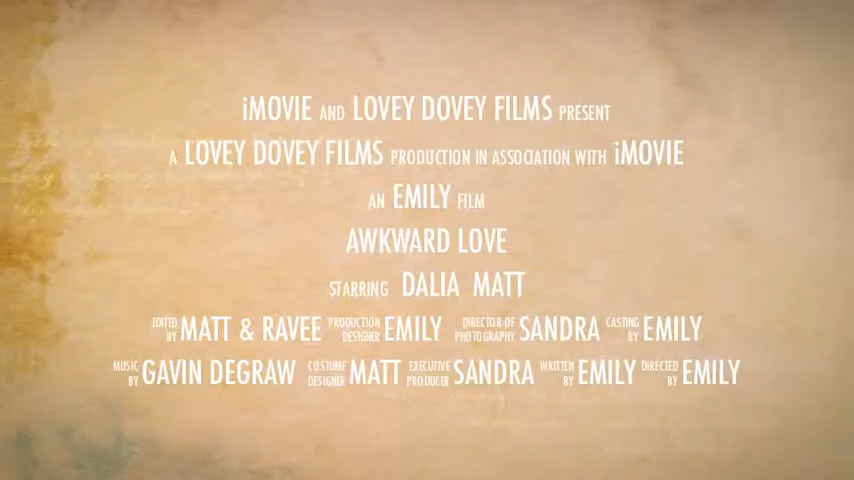 iMOVIE AND LOVEY DOVEY FILMS PRESENT
A LOVEY DOVEY FILMS PRODUCTION IN ASSOCIATION WITH iMOVIE
AN EMILY FILM
AWKWARD LOVE
STARRING DALIA MATT
EDITED BY MATT & RAVEE PRODUCTION DESIGNER EMILY DIRECTOR OF PHOTOGRAPHY SANDRA CASTING BY EMILY
MUSIC BY GAVIN DEGRAW COSTUME DESIGNER MATT EXECUTIVE PRODUCER SANDRA WRITTEN BY EMILY DIRECTED BY EMILY